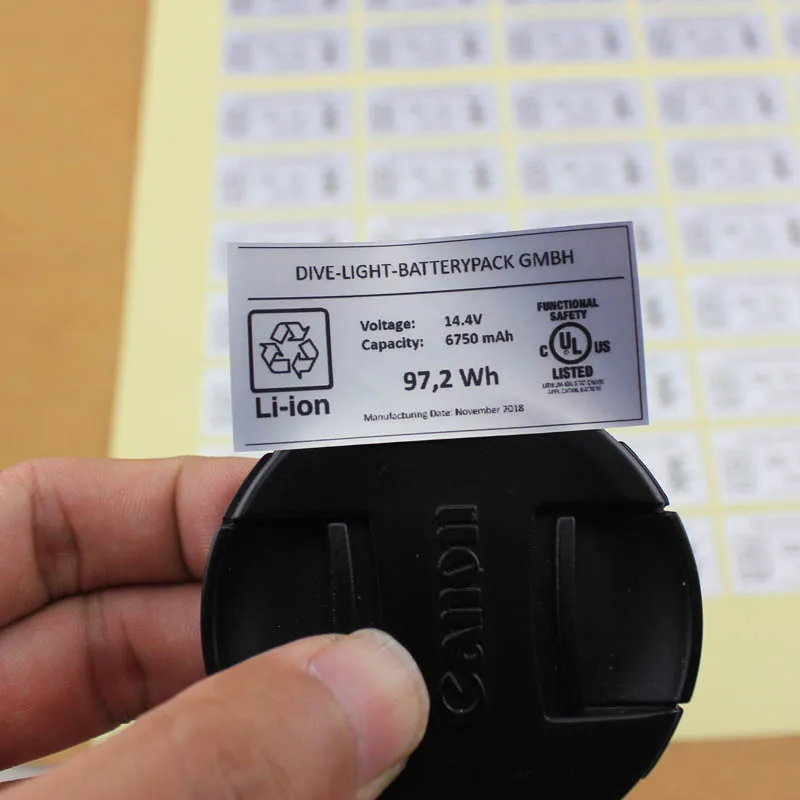 DIVE-LIGHT-BATTERYPACK GMBH
Voltage: 14.4V
Capacity: 6750 mAh
97,2 Wh
Li-ion
Manufacturing Date: November 2018
FUNCTIONAL
SAFETY
C UL US
LISTED
Canon